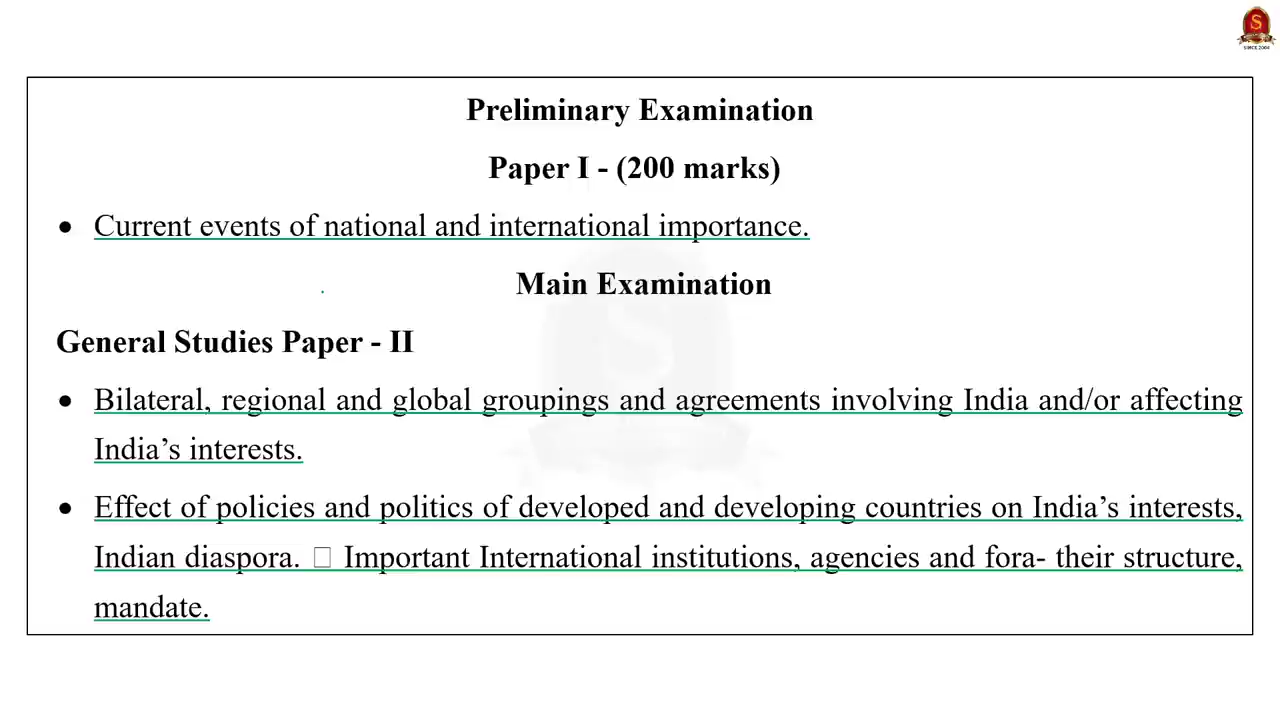 S
SINCE 2004
Preliminary Examination
Paper I - (200 marks)
● Current events of national and international importance.
Main Examination
General Studies Paper - II
● Bilateral, regional and global groupings and agreements involving India and/or affecting
India’s interests.
● Effect of policies and politics of developed and developing countries on India’s interests,
Indian diaspora. □ Important International institutions, agencies and fora- their structure,
mandate.